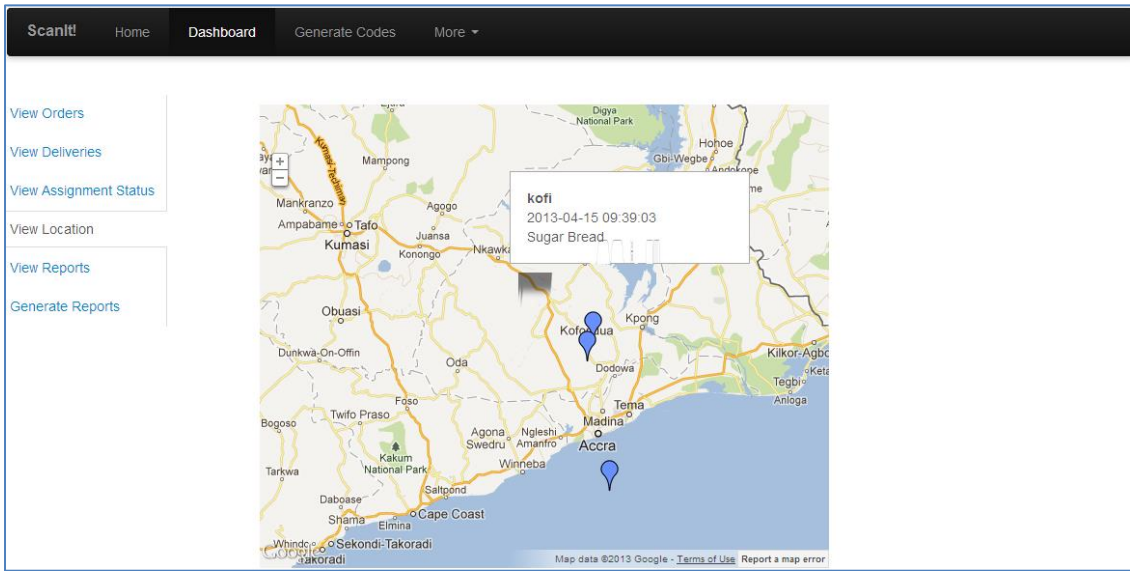 ScanIt! Home Dashboard Generate Codes More
View Orders
View Deliveries
View Assignment Status
View Location
View Reports
Generate Reports
Digya
National Park
Hohoe
Gbi-Wegbe
Kumasi-Techiman
+
Mampong
−
Mankranzo
Agogo
kofi
2013-04-15 09:39:03
Sugar Bread
Ampabame
Tafo
Juansa
Kumasi
Konongo
Obuasi
Kpong
Dunkwa-On-Offin
Oda
Dodowa
Kilkor-Agbo
Tegbi
Keta
Anloga
Foso
Tema
Twifo Praso
Madina
Bogoso
Agona
Swedru
Ngleshi
Amanfro
Accra
Kakum
National Park
Winneba
Tarkwa
Saltpond
Daboase
Cape Coast
Shama
Elmina
Sekondi-Takoradi
Google
Takoradi
Map data ©2013 Google - Terms of Use Report a map error